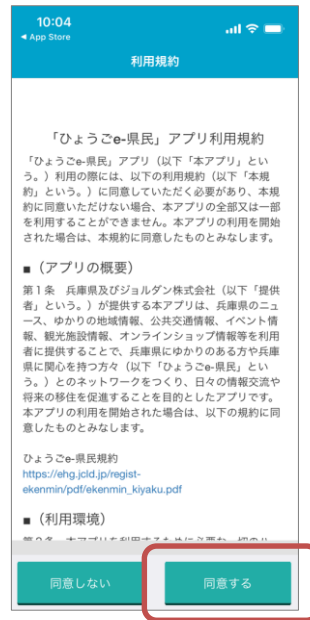 10:04
◀ App Store
利用規約
「ひょうごe-県民」アプリ利用規約
「ひょうごe-県民」アプリ（以下「本アプリ」とい
う。）利用の際には、以下の利用規約（以下「本規
約」という。）に同意していただく必要があり、本規
約に同意いただけない場合、本アプリの全部又は一部
を利用することができません。本アプリの利用を開始
された場合は、本規約に同意したものとみなします。
■（アプリの概要）
第１条　兵庫県及びジョルダン株式会社（以下「提供
者」という。）が提供する本アプリは、兵庫県のニュ
ース、ゆかりの地域情報、公共交通情報、イベント情
報、観光施設情報、オンラインショップ情報等を利用
者に提供することで、兵庫県にゆかりのある方や兵庫
県に関心を持つ方々（以下「ひょうごe-県民」とい
う。）とのネットワークをつくり、日々の情報交流や
将来の移住を促進することを目的としたアプリです。
本アプリの利用を開始された場合は、以下の規約に同
意したものとみなします。
ひょうごe-県民規約
https://ehg.jcld.jp/regist-
ekenmin/pdf/ekenmin_kiyaku.pdf
■（利用環境）
同意しない
同意する